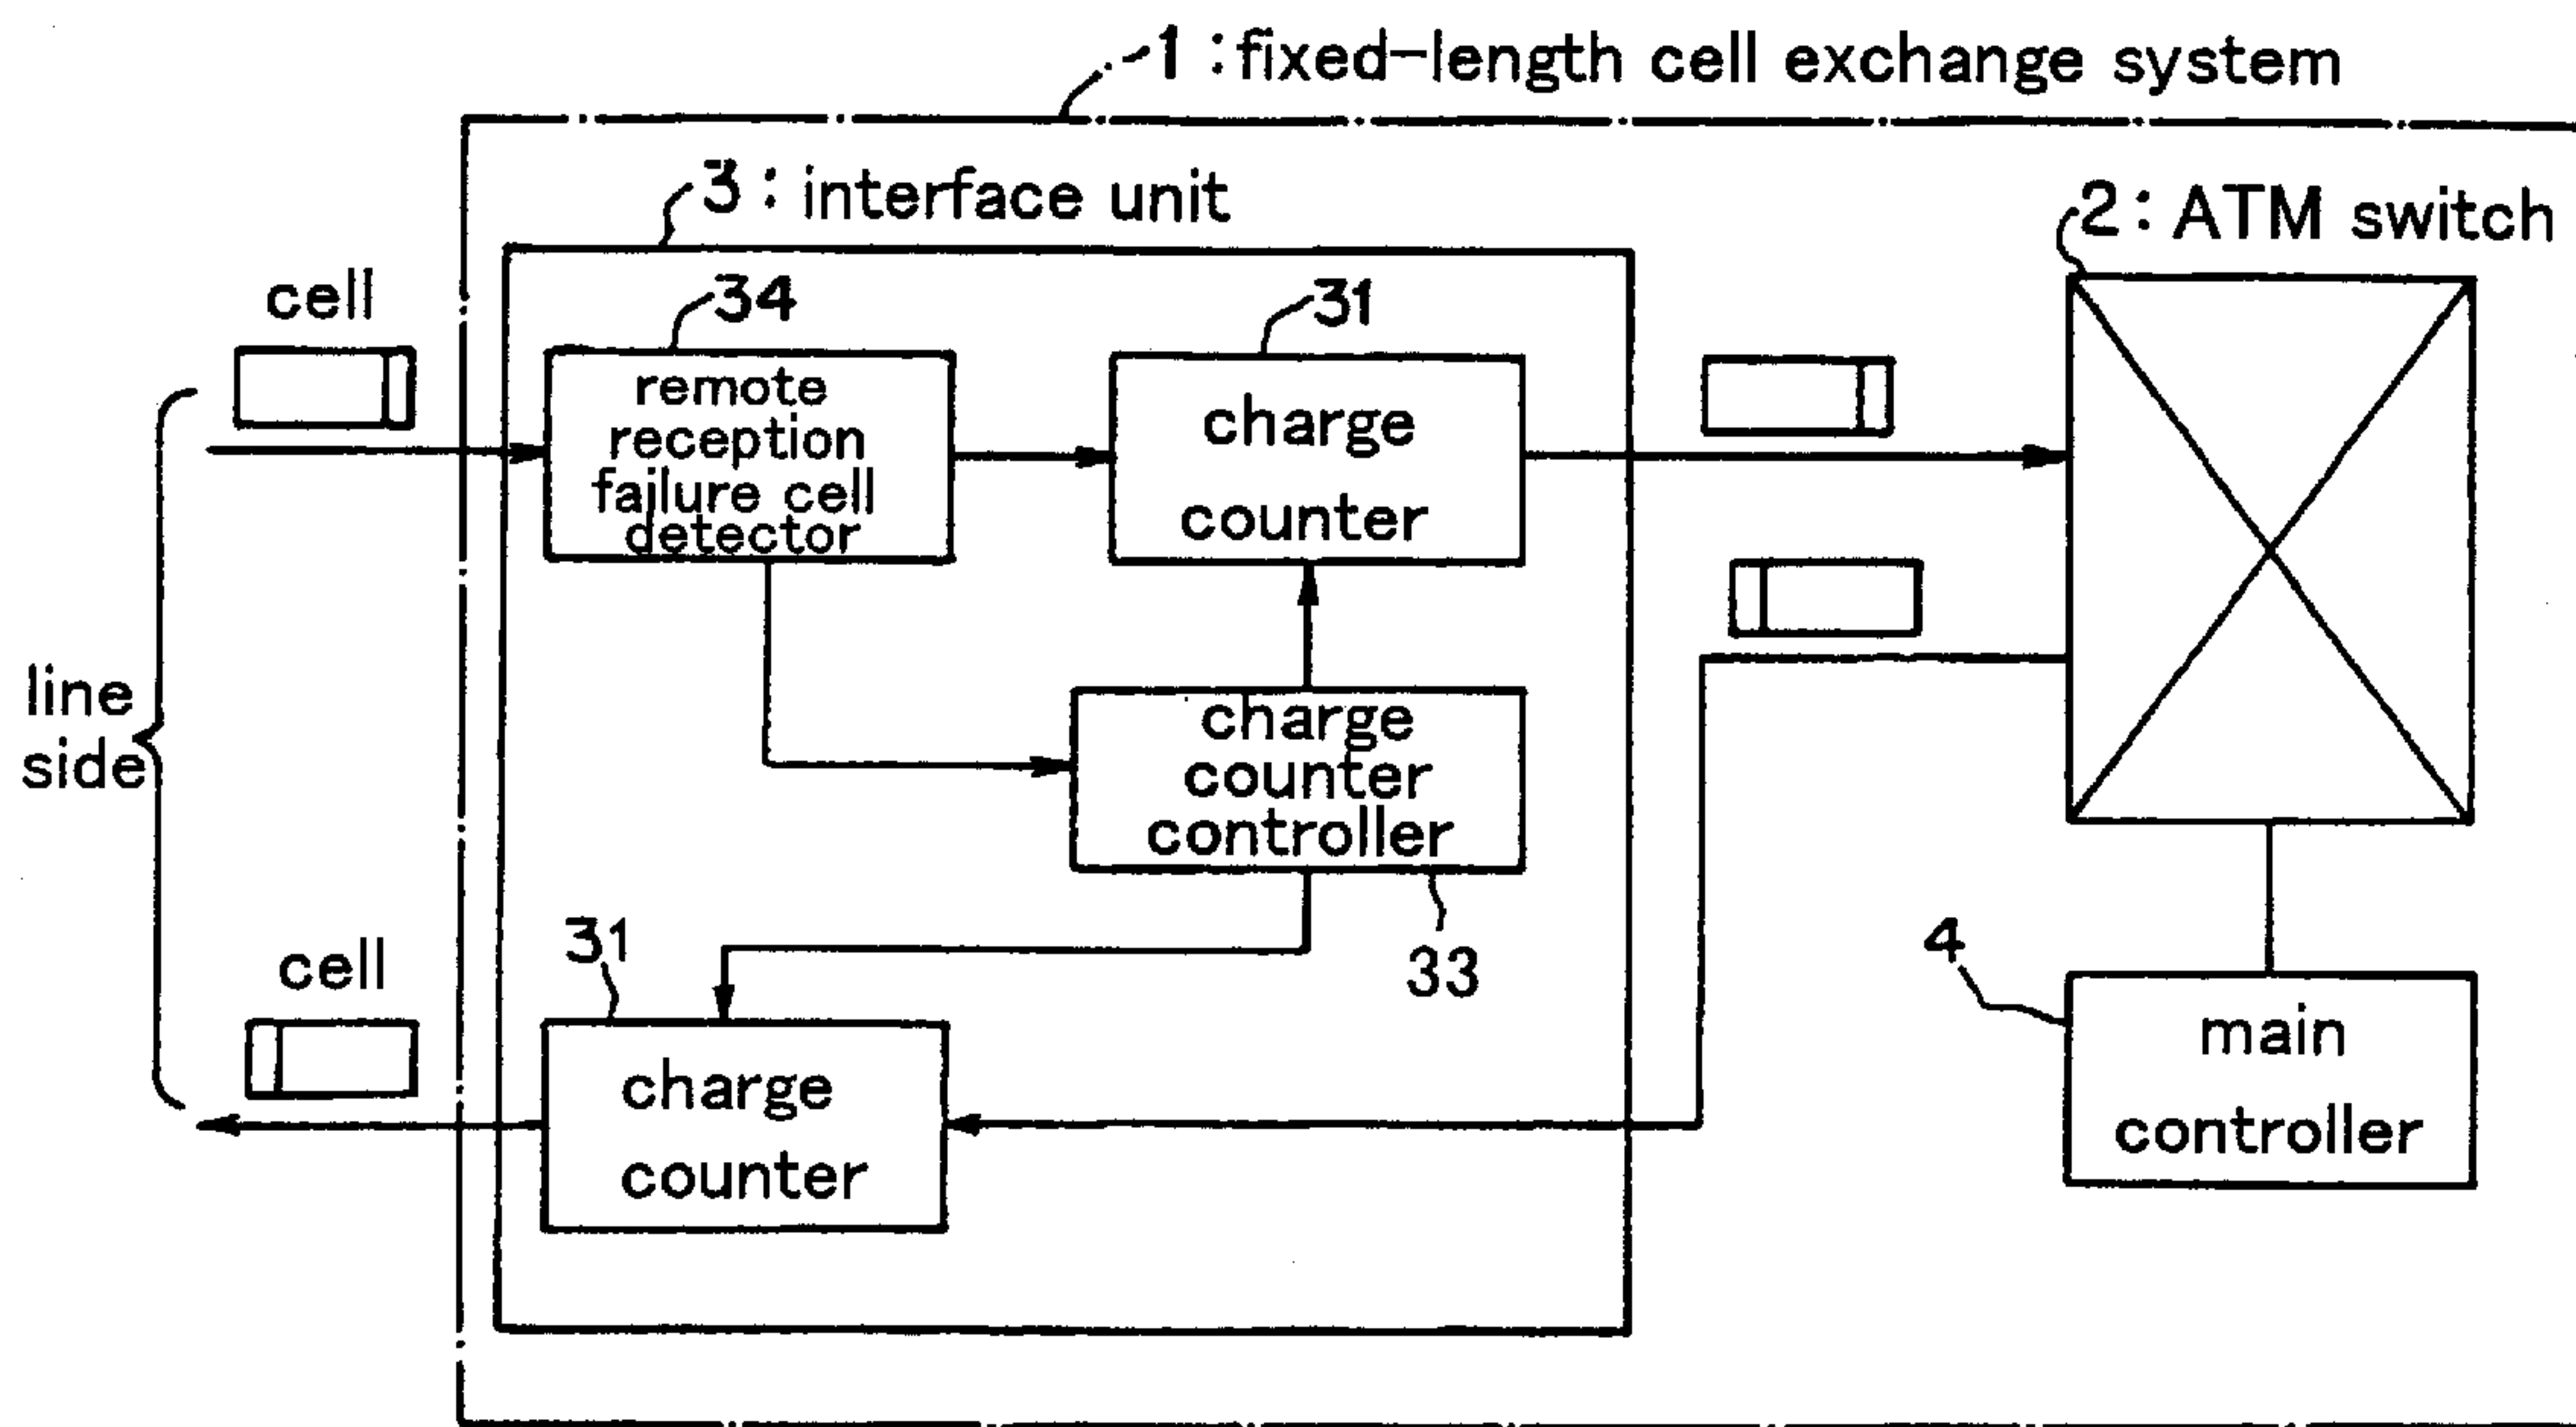 1 : fixed-length cell exchange system
3 : interface unit
2 : ATM switch
cell
34
31
remote
reception
failure cell
detector
charge
counter
line
side
charge
counter
controller
33
31
cell
charge
counter
4
main
controller